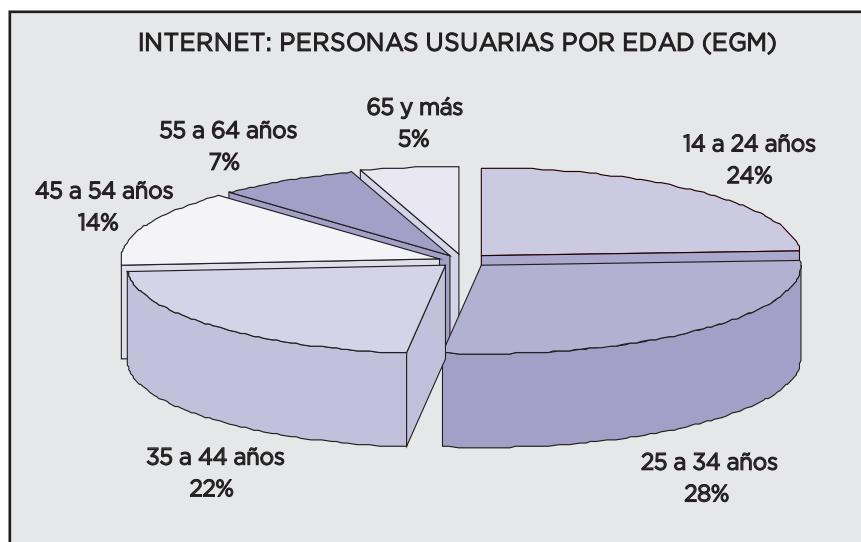 INTERNET: PERSONAS USUARIAS POR EDAD (EGM)
65 y más
5%
55 a 64 años
7%
14 a 24 años
24%
45 a 54 años
14%
35 a 44 años
22%
25 a 34 años
28%